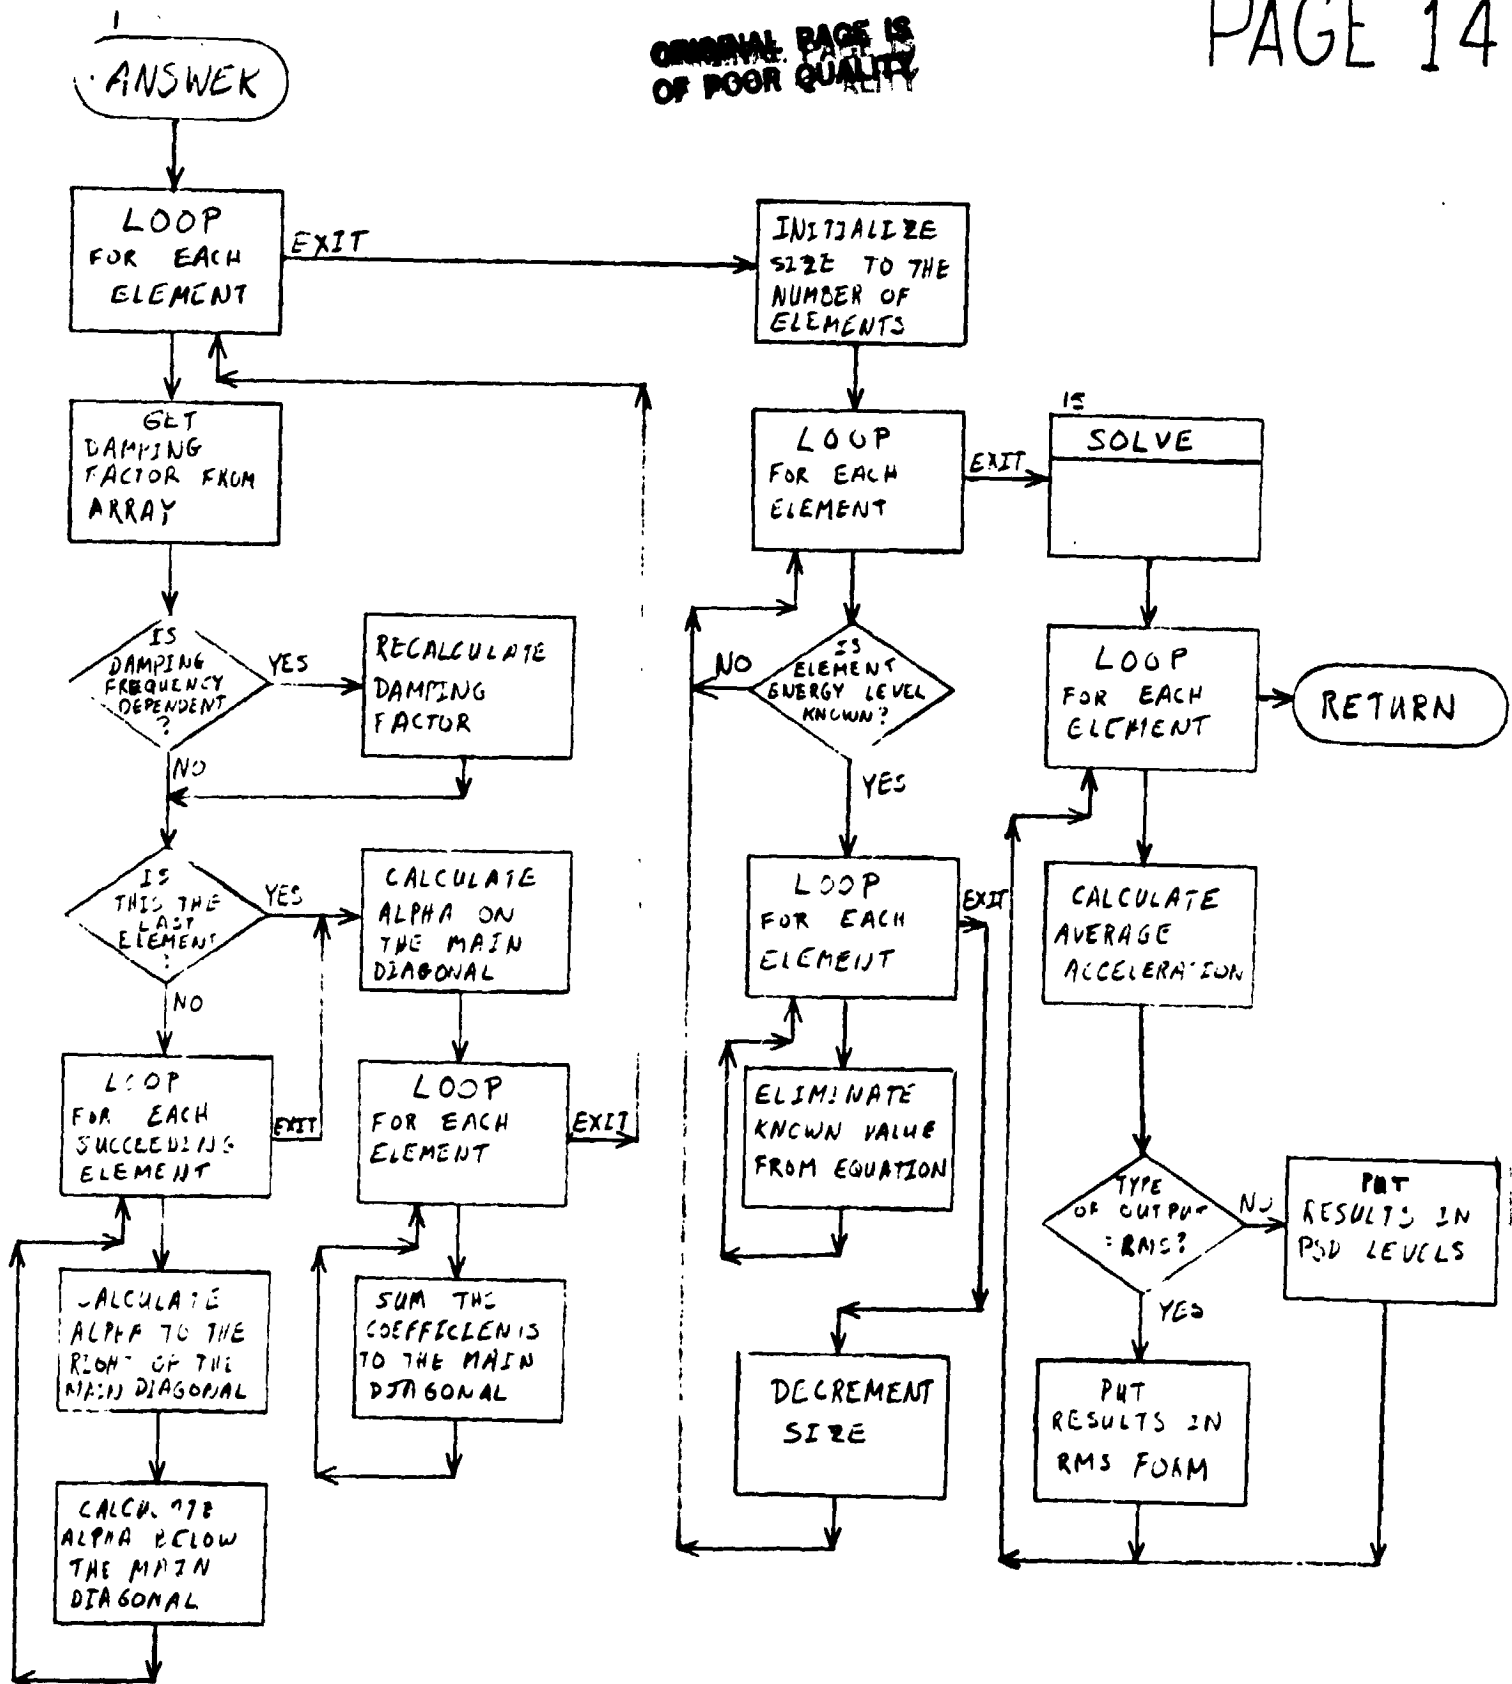 PAGE 14
ORIGINAL PAGE IS
OF POOR QUALITY
1
ANSWER
LOOP
FOR EACH
ELEMENT
EXIT
GET
DAMPING
FACTOR FROM
ARRAY
IS
DAMPING
FREQUENCY
DEPENDENT
?
YES
NO
RECALCULATE
DAMPING
FACTOR
IS
THIS THE
LAST
ELEMENT
?
YES
NO
LOOP
FOR EACH
SUCCEEDING
ELEMENT
EXIT
CALCULATE
ALPHA TO THE
RIGHT OF THE
MAIN DIAGONAL
CALCULATE
ALPHA BELOW
THE MAIN
DIAGONAL
CALCULATE
ALPHA ON
THE MAIN
DIAGONAL
LOOP
FOR EACH
ELEMENT
EXIT
SUM THE
COEFFICIENTS
TO THE MAIN
DIAGONAL
INITIALIZE
SIZE TO THE
NUMBER OF
ELEMENTS
LOOP
FOR EACH
ELEMENT
EXIT
IS
ELEMENT
ENERGY LEVEL
KNOWN?
NO
YES
LOOP
FOR EACH
ELEMENT
EXIT
ELIMINATE
KNOWN VALUE
FROM EQUATION
DECREMENT
SIZE
15
SOLVE
LOOP
FOR EACH
ELEMENT
RETURN
CALCULATE
AVERAGE
ACCELERATION
TYPE
OF OUTPUT
= RMS?
NO
YES
PUT
RESULTS IN
PSD LEVELS
PUT
RESULTS IN
RMS FORM